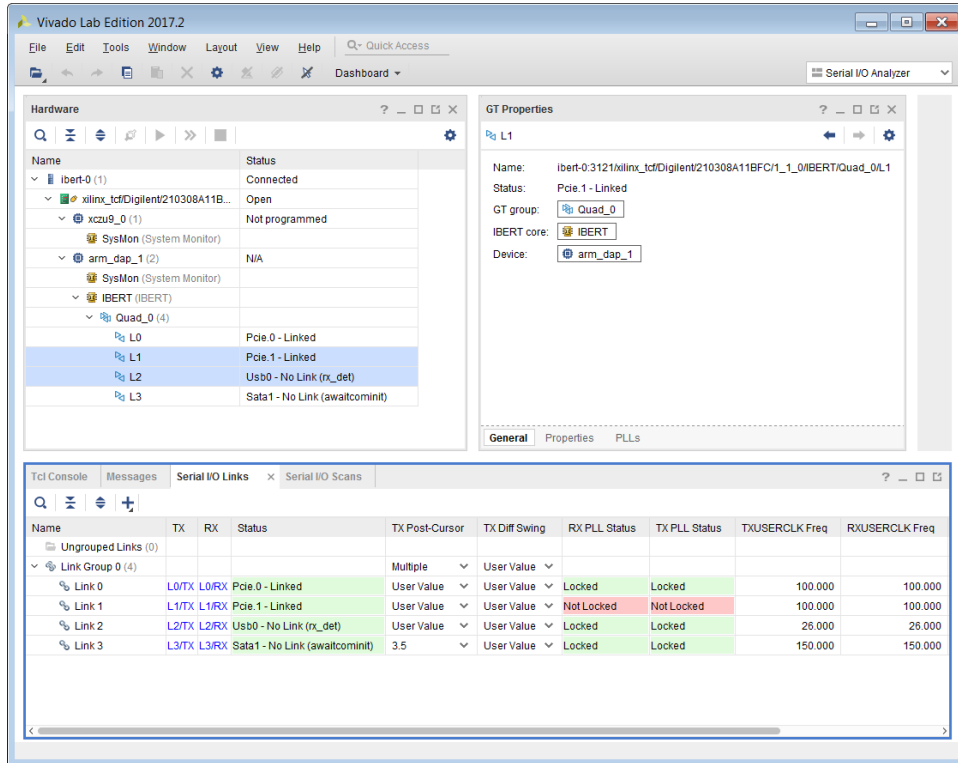 Vivado Lab Edition 2017.2
File Edit Tools Window Layout View Help Quick Access
Dashboard Serial I/O Analyzer
Hardware
Name Status
ibert-0 (1) Connected
xilinx_tcf/Digilent/210308A11B... Open
xczu9_0 (1) Not programmed
SysMon (System Monitor)
arm_dap_1 (2) N/A
SysMon (System Monitor)
IBERT (IBERT)
Quad_0 (4)
L0 Pcie.0 - Linked
L1 Pcie.1 - Linked
L2 Usb0 - No Link (rx_det)
L3 Sata1 - No Link (awaitcominit)
GT Properties
L1
Name: ibert-0:3121/xilinx_tcf/Digilent/210308A11BFC/1_1_0/IBERT/Quad_0/L1
Status: Pcie.1 - Linked
GT group: Quad_0
IBERT core: IBERT
Device: arm_dap_1
General Properties PLLs
Tcl Console Messages Serial I/O Links Serial I/O Scans
Name TX RX Status TX Post-Cursor TX Diff Swing RX PLL Status TX PLL Status TXUSERCLK Freq RXUSERCLK Freq
Ungrouped Links (0)
Link Group 0 (4) Multiple User Value
Link 0 L0/TX L0/RX Pcie.0 - Linked User Value User Value Locked Locked 100.000 100.000
Link 1 L1/TX L1/RX Pcie.1 - Linked User Value User Value Not Locked Not Locked 100.000 100.000
Link 2 L2/TX L2/RX Usb0 - No Link (rx_det) User Value User Value Locked Locked 26.000 26.000
Link 3 L3/TX L3/RX Sata1 - No Link (awaitcominit) 3.5 User Value Locked Locked 150.000 150.000